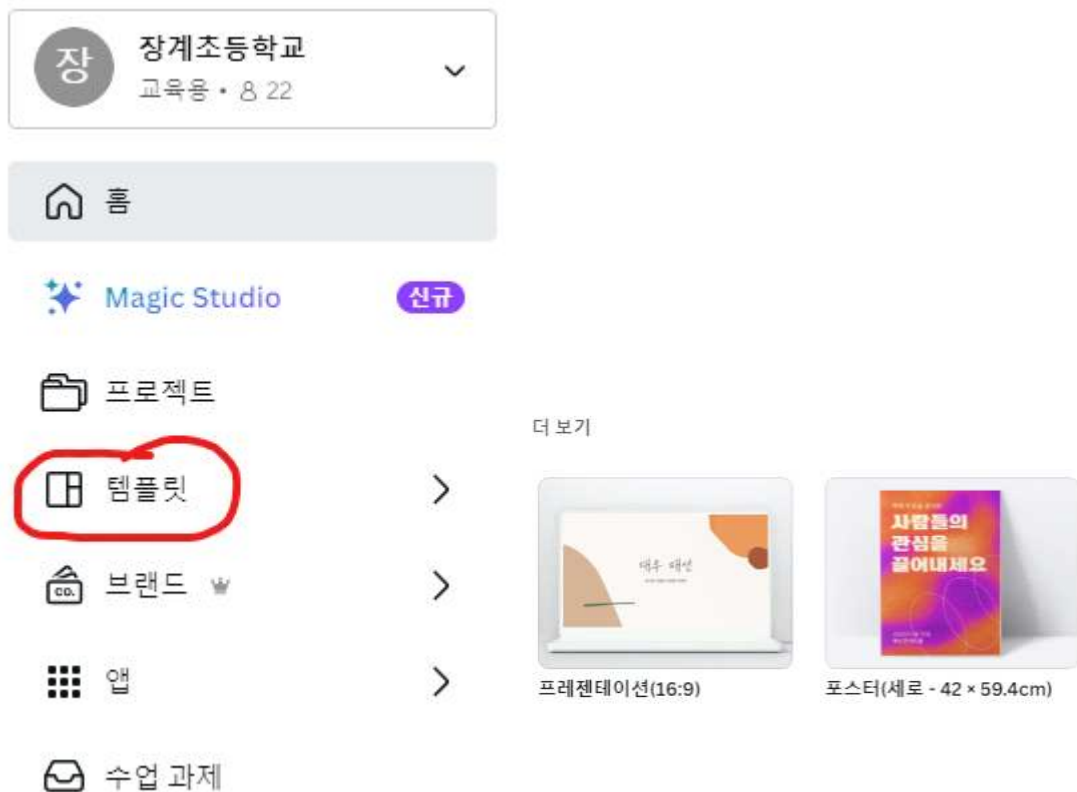 장
장계초등학교
교육용 • 22
홈
Magic Studio
신규
프로젝트
템플릿
CO.
브랜드
앱
수업 과제
더 보기
프레젠테이션(16:9)
사람들의
관심을
끌어내세요
포스터(세로 - 42 × 59.4cm)